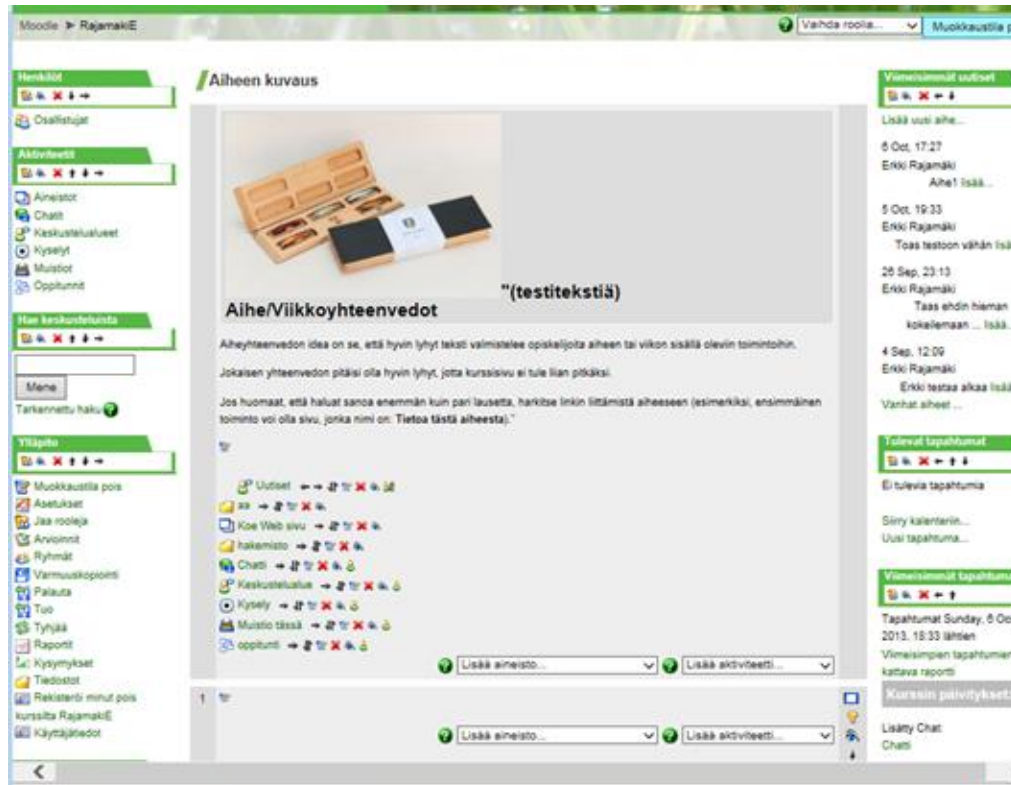 Moodle ► RajamakiE
Vaihda roolia...
Muokkaustila p
Henkilöt
Osallistujat
Aktiviteetit
Aineistot
Chatit
Keskustelualueet
Kyselyt
Muistiot
Oppitunnit
Hae keskusteluista
Mene
Tarkennettu haku
Ylläpito
Muokkaustila pois
Asetukset
Jaa rooleja
Arvioinnit
Ryhmät
Varmuuskopiointi
Palauta
Tuo
Tyhjää
Raportit
Kysymykset
Tiedostot
Rekisteröi minut pois
kurssilta RajamakiE
Käyttäjätiedot
Aiheen kuvaus
"(testitekstiä)
Aihe/Viikkoyhteenvedot
Aiheyhteenvedon idea on se, että hyvin lyhyt teksti valmistelee opiskelijoita aiheen tai viikon sisällä oleviin toimintoihin.
Jokaisen yhteenvedon pitäisi olla hyvin lyhyt, jotta kurssisivu ei tule liian pitkäksi.
Jos huomaat, että haluat sanoa enemmän kuin pari lausetta, harkitse linkin liittämistä aiheeseen (esimerkiksi, ensimmäinen
toiminto voi olla sivu, jonka nimi on: Tietoa tästä aiheesta)."
Uutiset
Koe Web sivu
hakemisto
Chatti
Keskustelualue
Kysely
Muistio tässä
oppitunti
Lisää aineisto...
Lisää aktiviteetti...
1
Lisää aineisto...
Lisää aktiviteetti...
Viimeisimmät uutiset
Lisää uusi aihe...
6 Oct, 17:27
Erkki Rajamäki
Aihe1 lisää...
5 Oct, 19:33
Erkki Rajamäki
Toas testoon vähän lisä
26 Sep, 23:13
Erkki Rajamäki
Taas ehdin hieman
kokeilemaan ... lisää..
4 Sep, 12:09
Erkki Rajamäki
Erkki testaa alkaa lisää
Vanhat aiheet ...
Tulevat tapahtumat
Ei tulevia tapahtumia
Siirry kalenteriin...
Uusi tapahtuma...
Viimeisimmät tapahtuma
Tapahtumat Sunday, 6 Oc
2013, 18:33 lähtien
Viimeisimpien tapahtumien
kattava raportti
Kurssin päivitykset:
Lisätty Chat:
Chatti